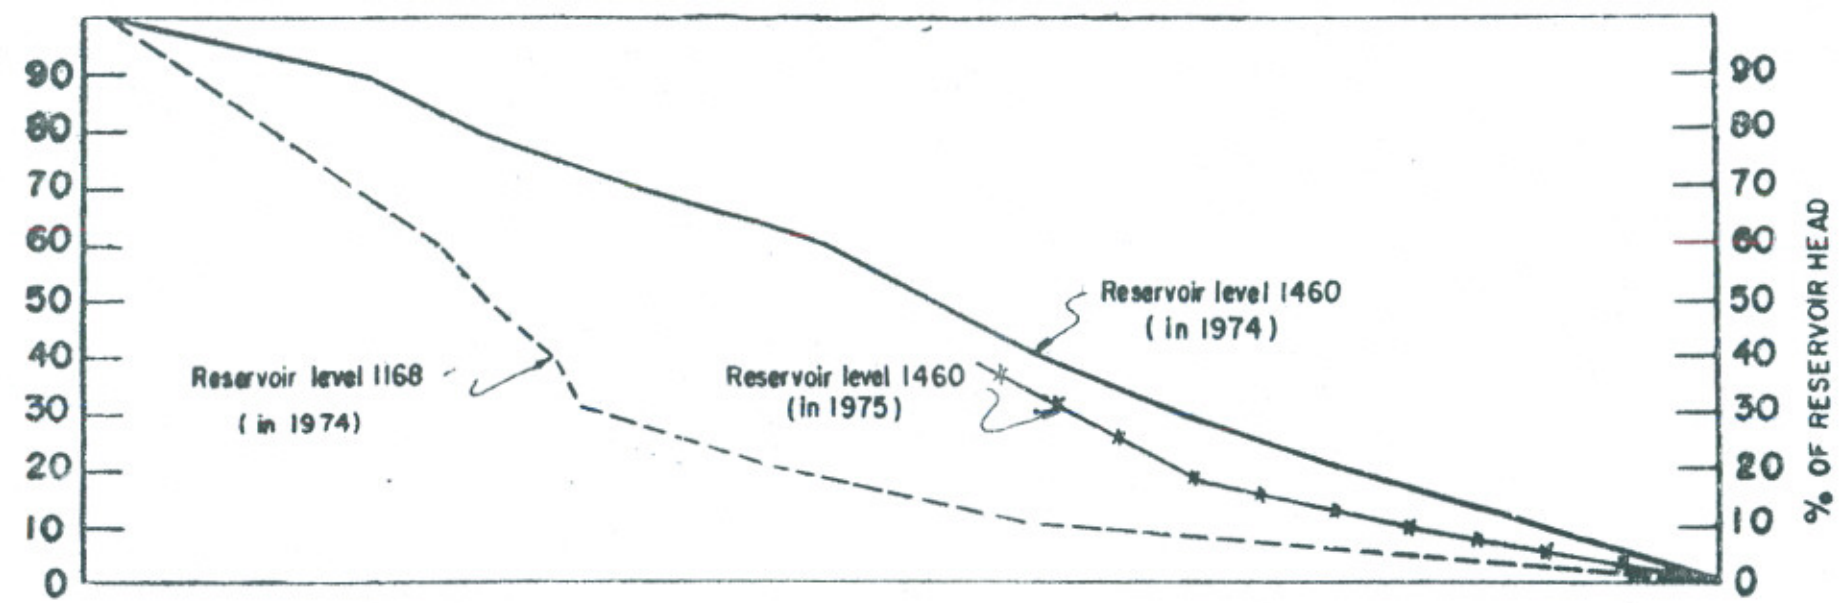 90
80
70
60
50
40
30
20
10
0
Reservoir level 1168
(in 1974)
Reservoir level 1460
(in 1975)
Reservoir level 1460
(in 1974)
90
80
70
60
50
40
30
20
10
0
% OF RESERVOIR HEAD